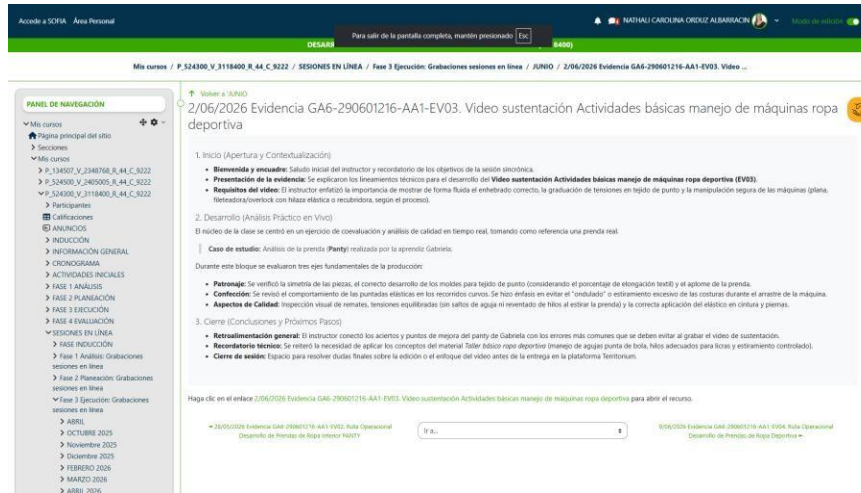 Accede a SOFIA Área Personal
NATHALI CAROLINA ORDUZ ALBARRACIN
Modo de edición
Para salir de la pantalla completa, mantén presionado Esc
DESARR
8400)
Mis cursos / P_524300_V_3118400_R_44_C_9222 / SESIONES EN LÍNEA / Fase 3 Ejecución: Grabaciones sesiones en línea / JUNIO / 2/06/2026 Evidencia GA6-290601216-AA1-EV03. Video ...
PANEL DE NAVEGACIÓN
Mis cursos
Página principal del sitio
Secciones
Mis cursos
P_134507_V_2348768_R_44_C_9222
P_524500_V_2405005_R_44_C_9222
P_524300_V_3118400_R_44_C_9222
Participantes
Calificaciones
ANUNCIOS
INDUCCIÓN
INFORMACIÓN GENERAL
CRONOGRAMA
ACTIVIDADES INICIALES
FASE 1 ANÁLISIS
FASE 2 PLANEACIÓN
FASE 3 EJECUCIÓN
FASE 4 EVALUACIÓN
SESIONES EN LÍNEA
FASE INDUCCIÓN
Fase 1 Análisis: Grabaciones
sesiones en línea
Fase 2 Planeación: Grabaciones
sesiones en línea
Fase 3 Ejecución: Grabaciones
sesiones en línea
ABRIL
OCTUBRE 2025
Noviembre 2025
Diciembre 2025
FEBRERO 2026
MARZO 2026
ABRIL 2026
Volver a 'JUNIO'
2/06/2026 Evidencia GA6-290601216-AA1-EV03. Video sustentación Actividades básicas manejo de máquinas ropa
deportiva
1. Inicio (Apertura y Contextualización)
Bienvenida y encuadre: Saludo inicial del instructor y recordatorio de los objetivos de la sesión sincrónica.
Presentación de la evidencia: Se explicaron los lineamientos técnicos para el desarrollo del Video sustentación Actividades básicas manejo de máquinas ropa deportiva (EV03).
Requisitos del video: El instructor enfatizó la importancia de mostrar de forma fluida el enhebrado correcto, la graduación de tensiones en tejido de punto y la manipulación segura de las máquinas (plana,
fileteadora/overlock con hilaza elástica o recubridora, según el proceso).
2. Desarrollo (Análisis Práctico en Vivo)
El núcleo de la clase se centró en un ejercicio de coevaluación y análisis de calidad en tiempo real, tomando como referencia una prenda real.
Caso de estudio: Análisis de la prenda (Panty) realizada por la aprendiz Gabriela.
Durante este bloque se evaluaron tres ejes fundamentales de la producción:
Patronaje: Se verificó la simetría de las piezas, el correcto desarrollo de los moldes para tejido de punto (considerando el porcentaje de elongación textil) y el aplome de la prenda.
Confección: Se revisó el comportamiento de las puntadas elásticas en los recorridos curvos. Se hizo énfasis en evitar el "ondulado" o estiramiento excesivo de las costuras durante el arrastre de la máquina.
Aspectos de Calidad: Inspección visual de remates, tensiones equilibradas (sin saltos de aguja ni reventado de hilos al estirar la prenda) y la correcta aplicación del elástico en cintura y piernas.
3. Cierre (Conclusiones y Próximos Pasos)
Retroalimentación general: El instructor conectó los aciertos y puntos de mejora del panty de Gabriela con los errores más comunes que se deben evitar al grabar el video de sustentación.
Recordatorio técnico: Se reiteró la necesidad de aplicar los conceptos del material Taller básico ropa deportiva (manejo de agujas punta de bola, hilos adecuados para licras y estiramiento controlado).
Cierre de sesión: Espacio para resolver dudas finales sobre la edición o el enfoque del video antes de la entrega en la plataforma Territorium.
Haga clic en el enlace 2/06/2026 Evidencia GA6-290601216-AA1-EV03. Video sustentación Actividades básicas manejo de máquinas ropa deportiva para abrir el recurso.
28/05/2026 Evidencia GA6-290601216-AA1-EV02. Ruta Operacional
Desarrollo de Prendas de Ropa Interior PANTY
Ir a...
9/06/2026 Evidencia GA6-290601216-AA1-EV04. Ruta Operacional
Desarrollo de Prendas de Ropa Deportiva